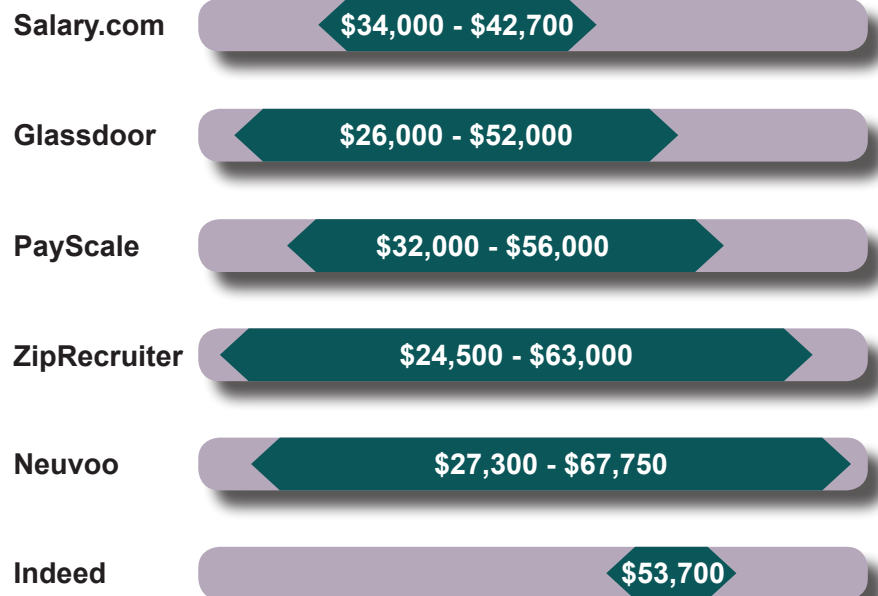 Salary.com $34,000 - $42,700
Glassdoor $26,000 - $52,000
PayScale $32,000 - $56,000
ZipRecruiter $24,500 - $63,000
Neuvoo $27,300 - $67,750
Indeed $53,700